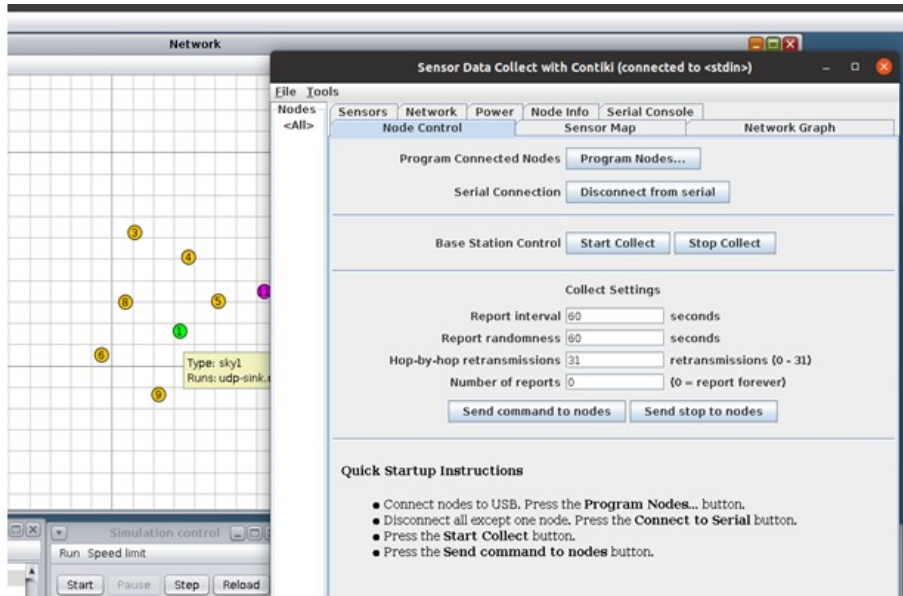 Network
Sensor Data Collect with Contiki (connected to <stdin>)
File Tools
Nodes
<All>
Sensors Network Power Node Info Serial Console
Node Control Sensor Map Network Graph
Program Connected Nodes Program Nodes...
Serial Connection Disconnect from serial
Base Station Control Start Collect Stop Collect
Collect Settings
Report interval 60 seconds
Report randomness 60 seconds
Hop-by-hop retransmissions 31 retransmissions (0 - 31)
Number of reports 0 (0 = report forever)
Send command to nodes Send stop to nodes
Quick Startup Instructions
Connect nodes to USB. Press the Program Nodes... button.
Disconnect all except one node. Press the Connect to Serial button.
Press the Start Collect button.
Press the Send command to nodes button.
3
4
8
5
1
6
9
Type: sky1
Runs: udp-sink.
Simulation control
Run Speed limit
Start Pause Step Reload